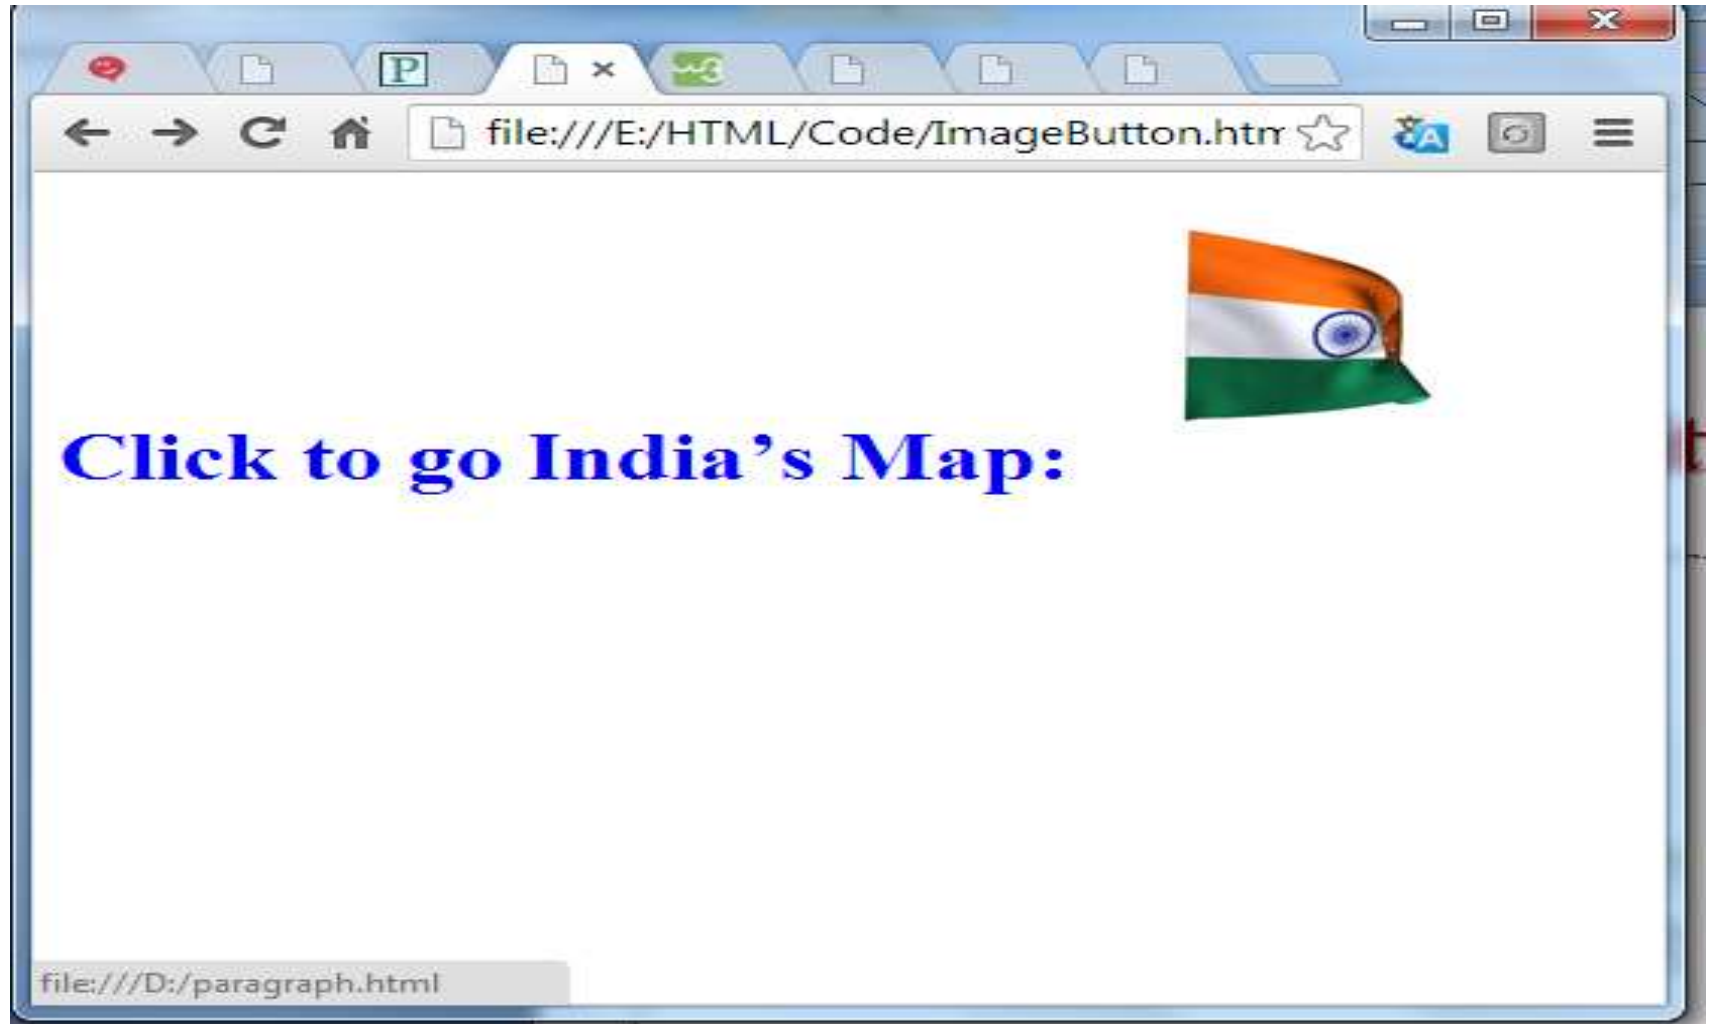 P
file:///E:/HTML/Code/ImageButton.htm
Click to go India’s Map:
file:///D:/paragraph.html